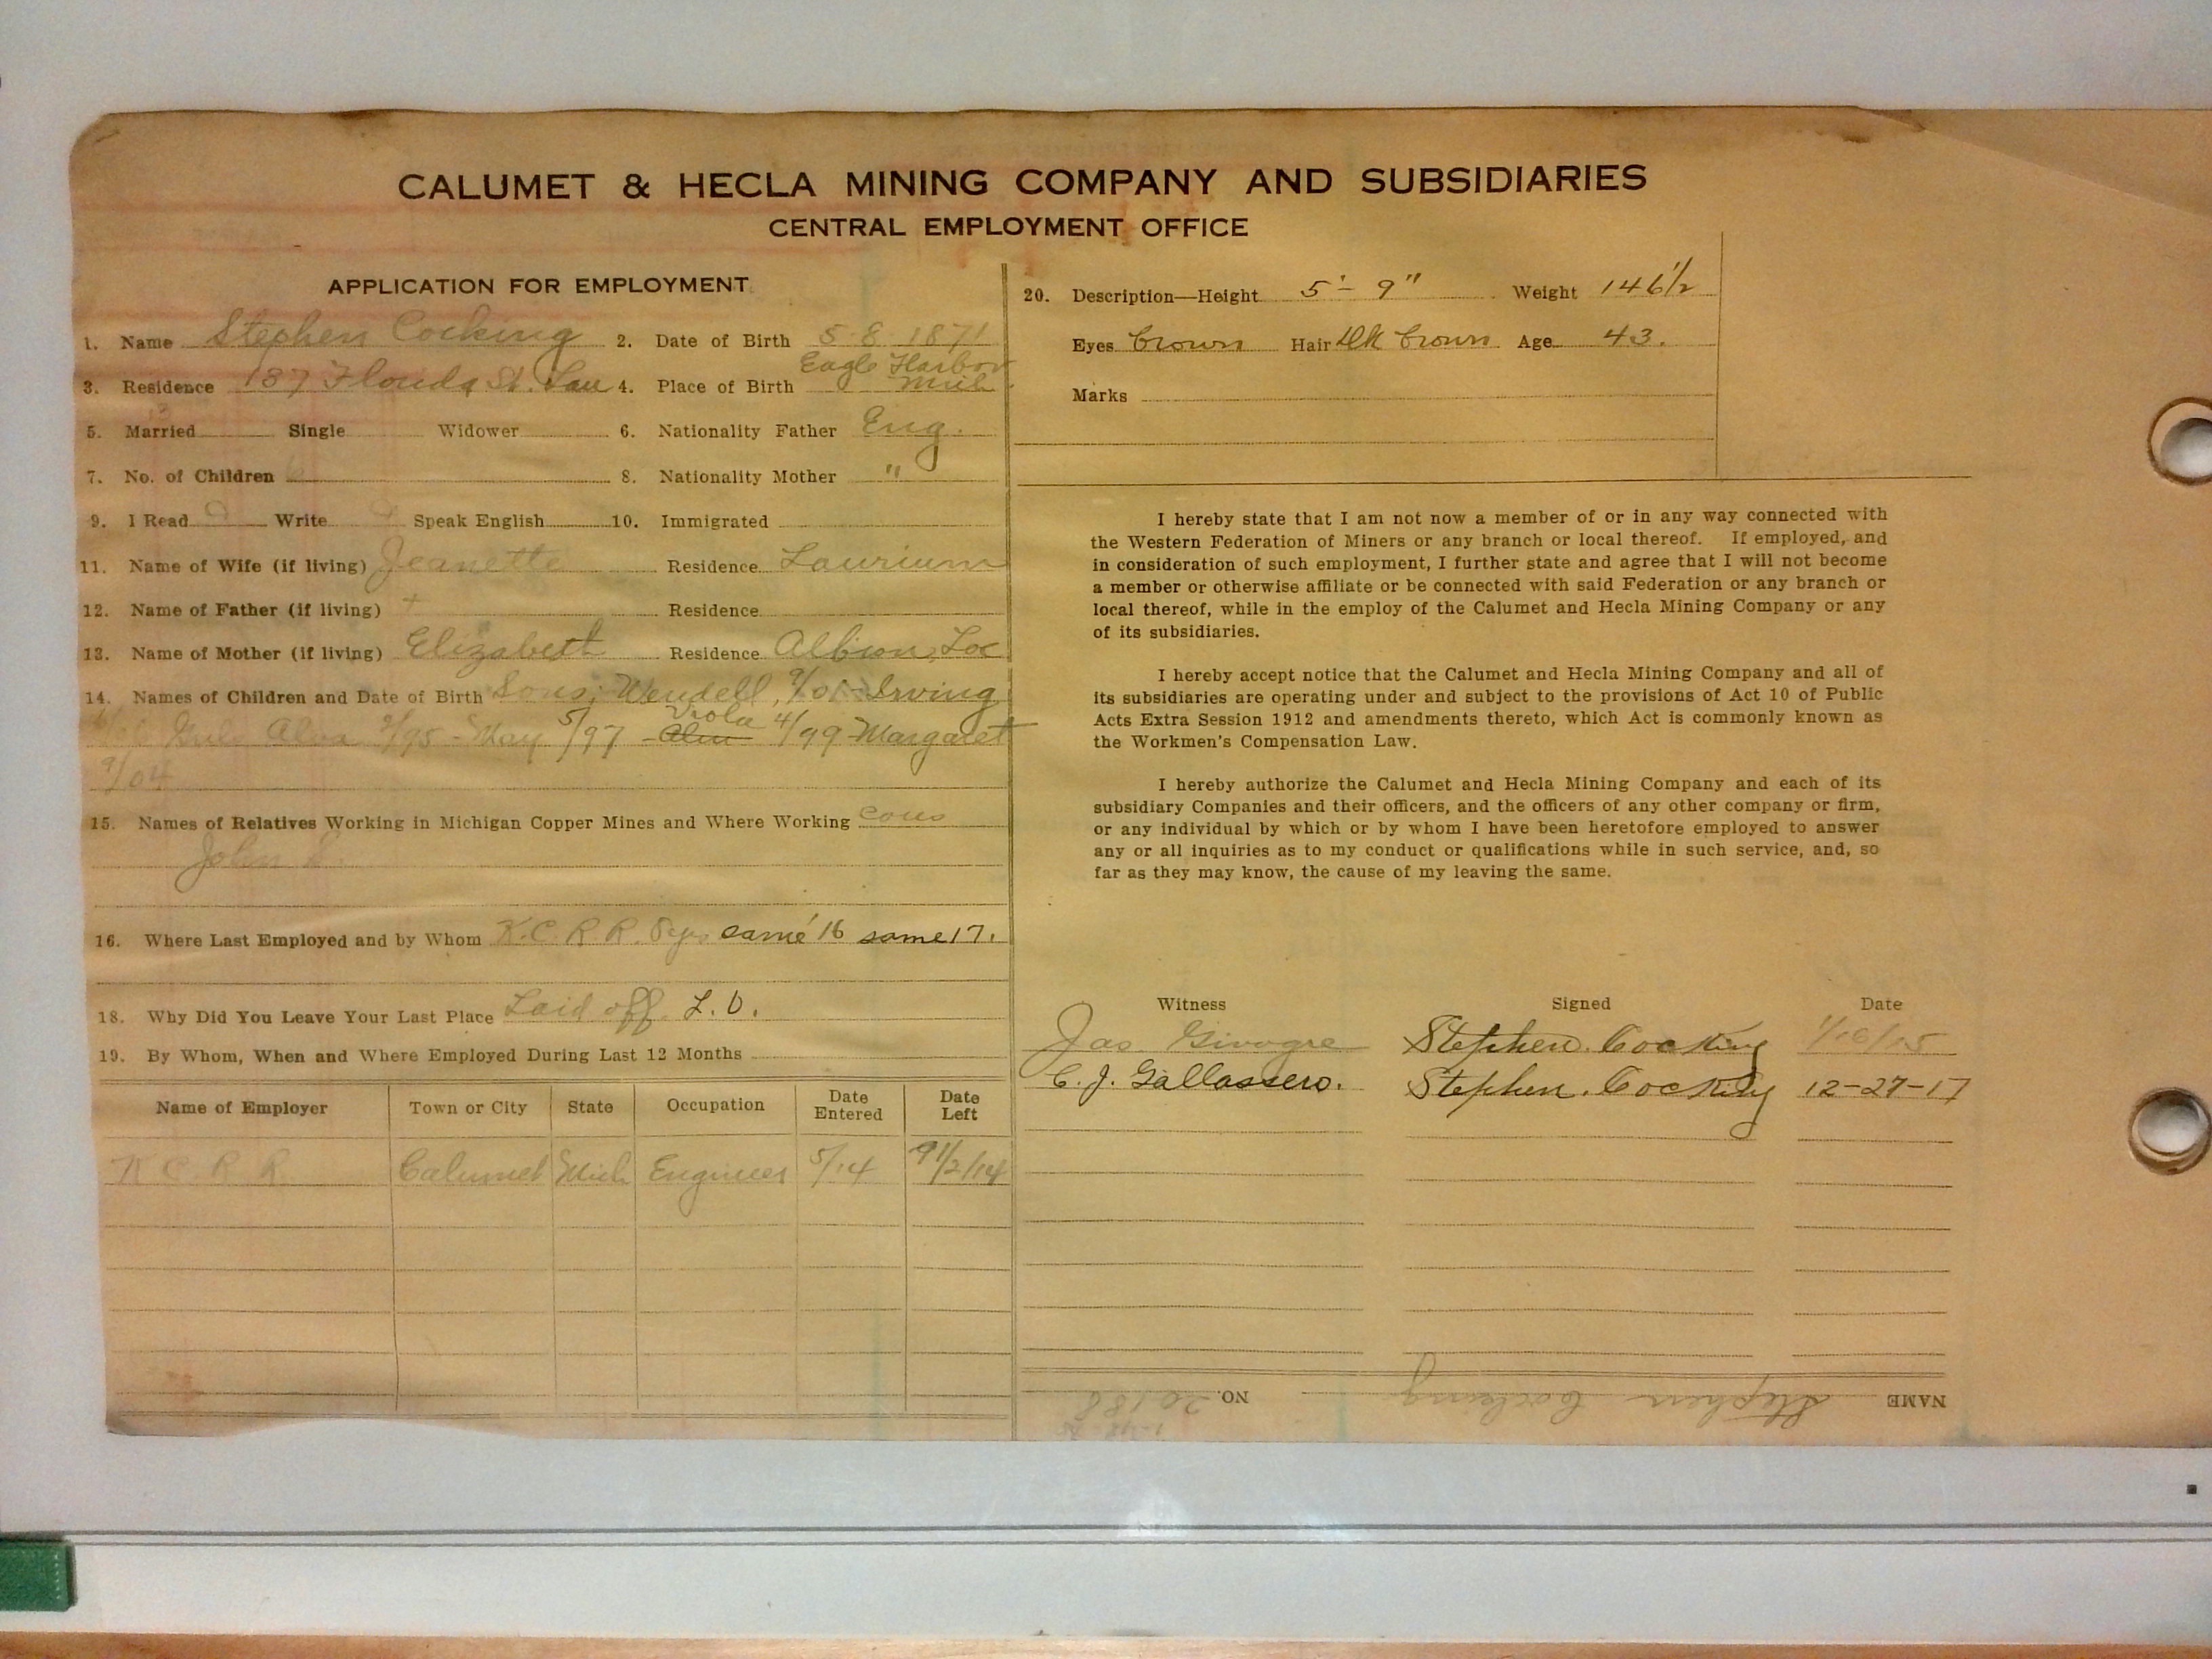 CALUMET & HECLA MINING COMPANY AND SUBSIDIARIES
CENTRAL EMPLOYMENT OFFICE
APPLICATION FOR EMPLOYMENT
1. Name Stephen Cocking 2. Date of Birth 5-8-1871
3. Residence 187 Florida St. Lau 4. Place of Birth Eagle Harbor Mich
5. Married Single Widower 6. Nationality Father Eng.
7. No. of Children 6 8. Nationality Mother "
9. I Read Write Speak English 10. Immigrated
11. Name of Wife (if living) Jeanette Residence Laurium
12. Name of Father (if living) Residence
13. Name of Mother (if living) Elizabeth Residence Albion Loc
14. Names of Children and Date of Birth Sons; Wendell, 9/01 - Irving
Alva 2/95 - May 5/97 - Viola 4/99 - Margaret
9/04
15. Names of Relatives Working in Michigan Copper Mines and Where Working cous
John
16. Where Last Employed and by Whom K.C.R.R. same '16 same 17.
18. Why Did You Leave Your Last Place Laid off L.O.
19. By Whom, When and Where Employed During Last 12 Months
Name of Employer Town or City State Occupation Date Entered Date Left
K C R R Calumet Mich Engineer 5/14
20. Description—Height 5'- 9" Weight 146 1/2
Eyes Brown Hair Dk Brown Age 43.
Marks
I hereby state that I am not now a member of or in any way connected with
the Western Federation of Miners or any branch or local thereof. If employed, and
in consideration of such employment, I further state and agree that I will not become
a member or otherwise affiliate or be connected with said Federation or any branch or
local thereof, while in the employ of the Calumet and Hecla Mining Company or any
of its subsidiaries.
I hereby accept notice that the Calumet and Hecla Mining Company and all of
its subsidiaries are operating under and subject to the provisions of Act 10 of Public
Acts Extra Session 1912 and amendments thereto, which Act is commonly known as
the Workmen's Compensation Law.
I hereby authorize the Calumet and Hecla Mining Company and each of its
subsidiary Companies and their officers, and the officers of any other company or firm,
or any individual by which or by whom I have been heretofore employed to answer
any or all inquiries as to my conduct or qualifications while in such service, and, so
far as they may know, the cause of my leaving the same.
Witness Signed Date
Jas Stephen Cocking
C. J. Gallassero. Stephen Cocking 12-27-17
NAME Stephen Cocking NO. 20188